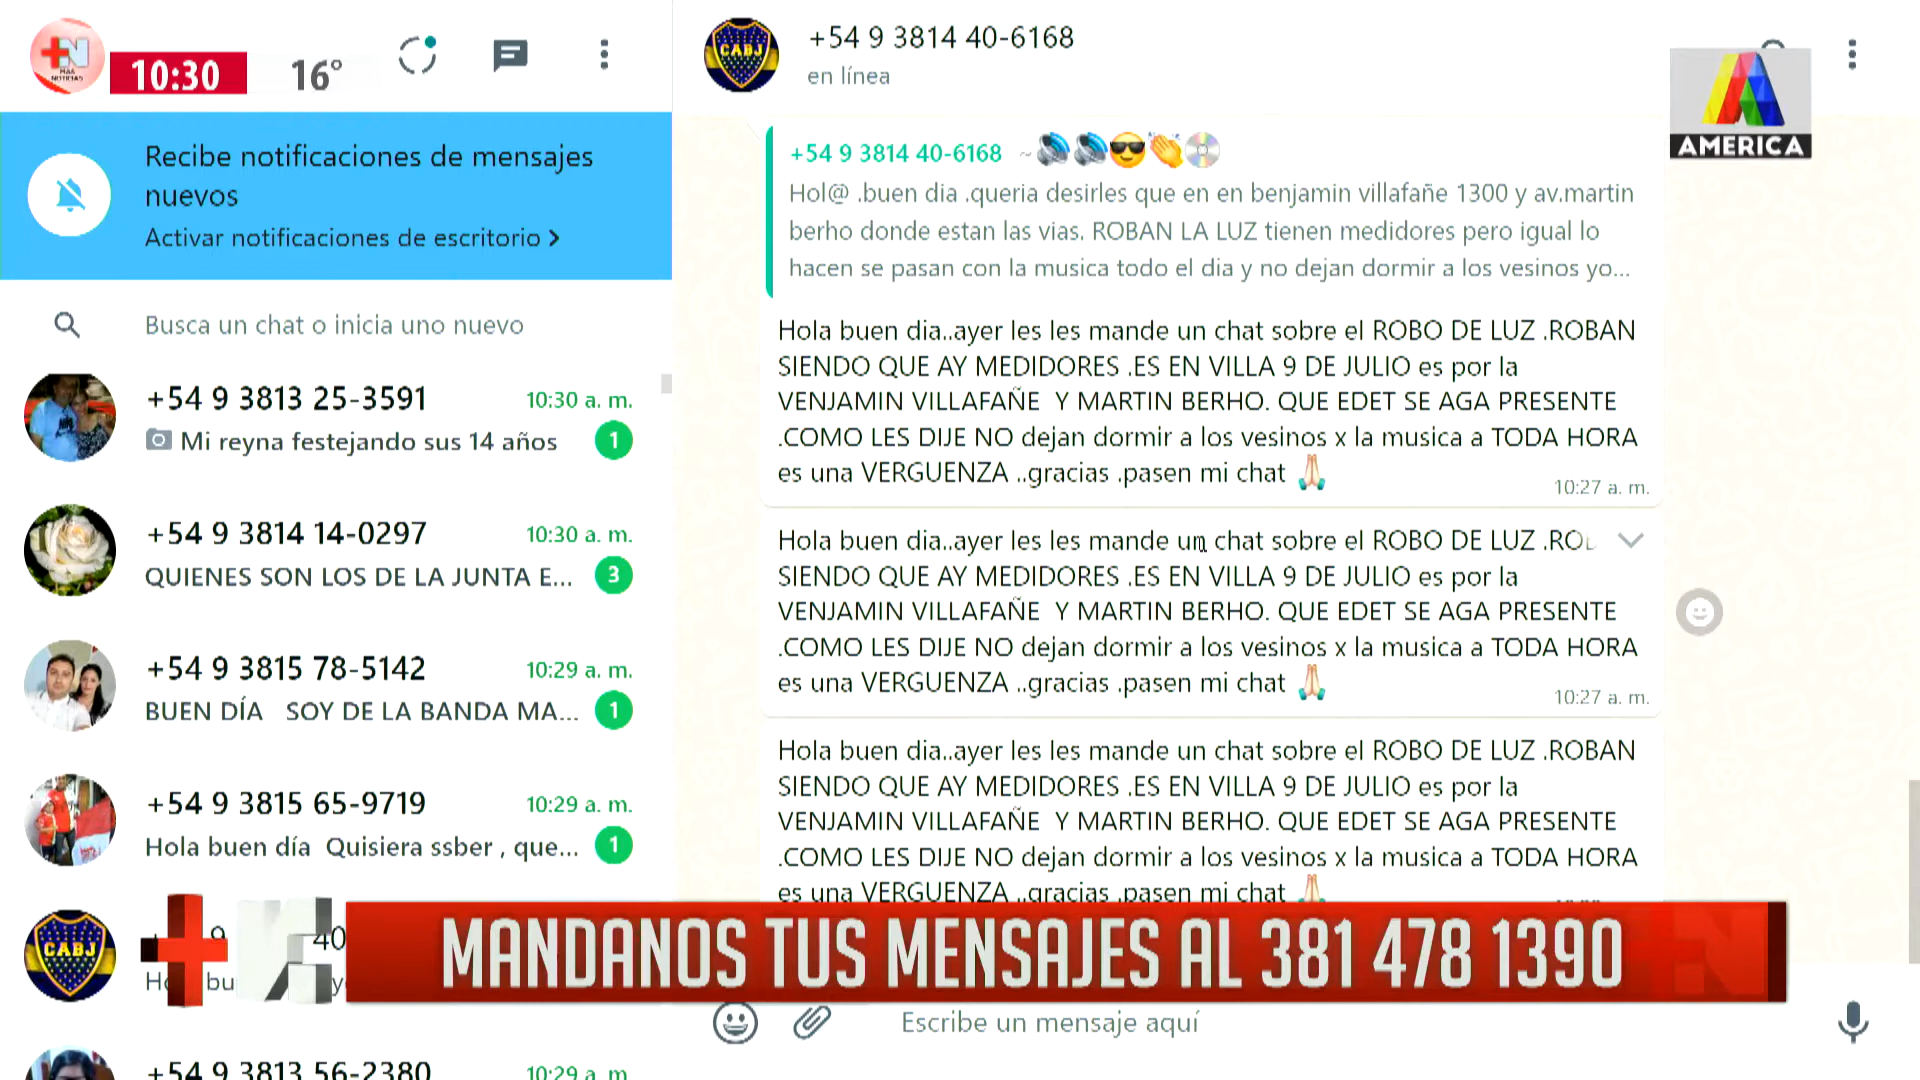 +N
MÁS
NOTICIAS
10:30
16°
Recibe notificaciones de mensajes
nuevos
Activar notificaciones de escritorio
Busca un chat o inicia uno nuevo
+54 9 3813 25-3591
10:30 a. m.
Mi reyna festejando sus 14 años
1
+54 9 3814 14-0297
10:30 a. m.
QUIENES SON LOS DE LA JUNTA E...
3
+54 9 3815 78-5142
10:29 a. m.
BUEN DÍA   SOY DE LA BANDA MA...
1
+54 9 3815 65-9719
10:29 a. m.
Hola buen día  Quisiera ssber , que...
1
CABJ
9
40
bu
+54 9 3813 56-2380
10:29 a. m.
CABJ
+54 9 3814 40-6168
en línea
AMERICA
+54 9 3814 40-6168 ~🔊🔊😎👏💿
Hol@ .buen dia .queria desirles que en en benjamin villafañe 1300 y av.martin
berho donde estan las vias. ROBAN LA LUZ tienen medidores pero igual lo
hacen se pasan con la musica todo el dia y no dejan dormir a los vesinos yo...
Hola buen dia..ayer les les mande un chat sobre el ROBO DE LUZ .ROBAN
SIENDO QUE AY MEDIDORES .ES EN VILLA 9 DE JULIO es por la
VENJAMIN VILLAFAÑE  Y MARTIN BERHO. QUE EDET SE AGA PRESENTE
.COMO LES DIJE NO dejan dormir a los vesinos x la musica a TODA HORA
es una VERGUENZA ..gracias .pasen mi chat 🙏🏻
10:27 a. m.
Hola buen dia..ayer les les mande un chat sobre el ROBO DE LUZ .RO
SIENDO QUE AY MEDIDORES .ES EN VILLA 9 DE JULIO es por la
VENJAMIN VILLAFAÑE  Y MARTIN BERHO. QUE EDET SE AGA PRESENTE
.COMO LES DIJE NO dejan dormir a los vesinos x la musica a TODA HORA
es una VERGUENZA ..gracias .pasen mi chat 🙏🏻
10:27 a. m.
Hola buen dia..ayer les les mande un chat sobre el ROBO DE LUZ .ROBAN
SIENDO QUE AY MEDIDORES .ES EN VILLA 9 DE JULIO es por la
VENJAMIN VILLAFAÑE  Y MARTIN BERHO. QUE EDET SE AGA PRESENTE
.COMO LES DIJE NO dejan dormir a los vesinos x la musica a TODA HORA
es una VERGUENZA ..gracias .pasen mi chat 🙏🏻
MANDANOS TUS MENSAJES AL 381 478 1390
Escribe un mensaje aquí